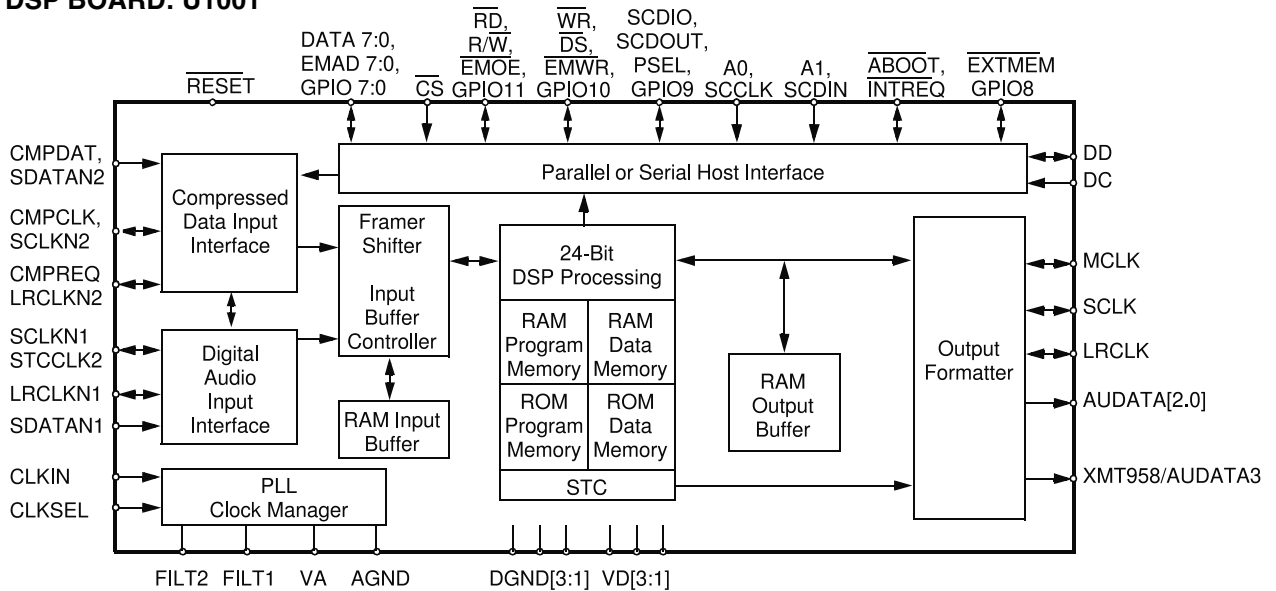 DSP BOARD: U1001
RESET
DATA 7:0,
EMAD 7:0,
GPIO 7:0
CS
RD,
R/W,
EMOE,
GPIO11
WR,
DS,
EMWR,
GPIO10
SCDIO,
SCDOUT,
PSEL,
GPIO9
A0,
SCCLK
A1,
SCDIN
ABOOT,
INTREQ
EXTMEM
GPIO8
CMPDAT,
SDATAN2
CMPCLK,
SCLKN2
CMPREQ
LRCLKN2
SCLKN1
STCCLK2
LRCLKN1
SDATAN1
CLKIN
CLKSEL
Compressed
Data Input
Interface
Digital
Audio
Input
Interface
PLL
Clock Manager
Parallel or Serial Host Interface
Framer
Shifter
Input
Buffer
Controller
RAM Input
Buffer
24-Bit
DSP Processing
RAM
Program
Memory
RAM
Data
Memory
ROM
Program
Memory
ROM
Data
Memory
STC
RAM
Output
Buffer
Output
Formatter
DD
DC
MCLK
SCLK
LRCLK
AUDATA[2.0]
XMT958/AUDATA3
FILT2
FILT1
VA
AGND
DGND[3:1]
VD[3:1]